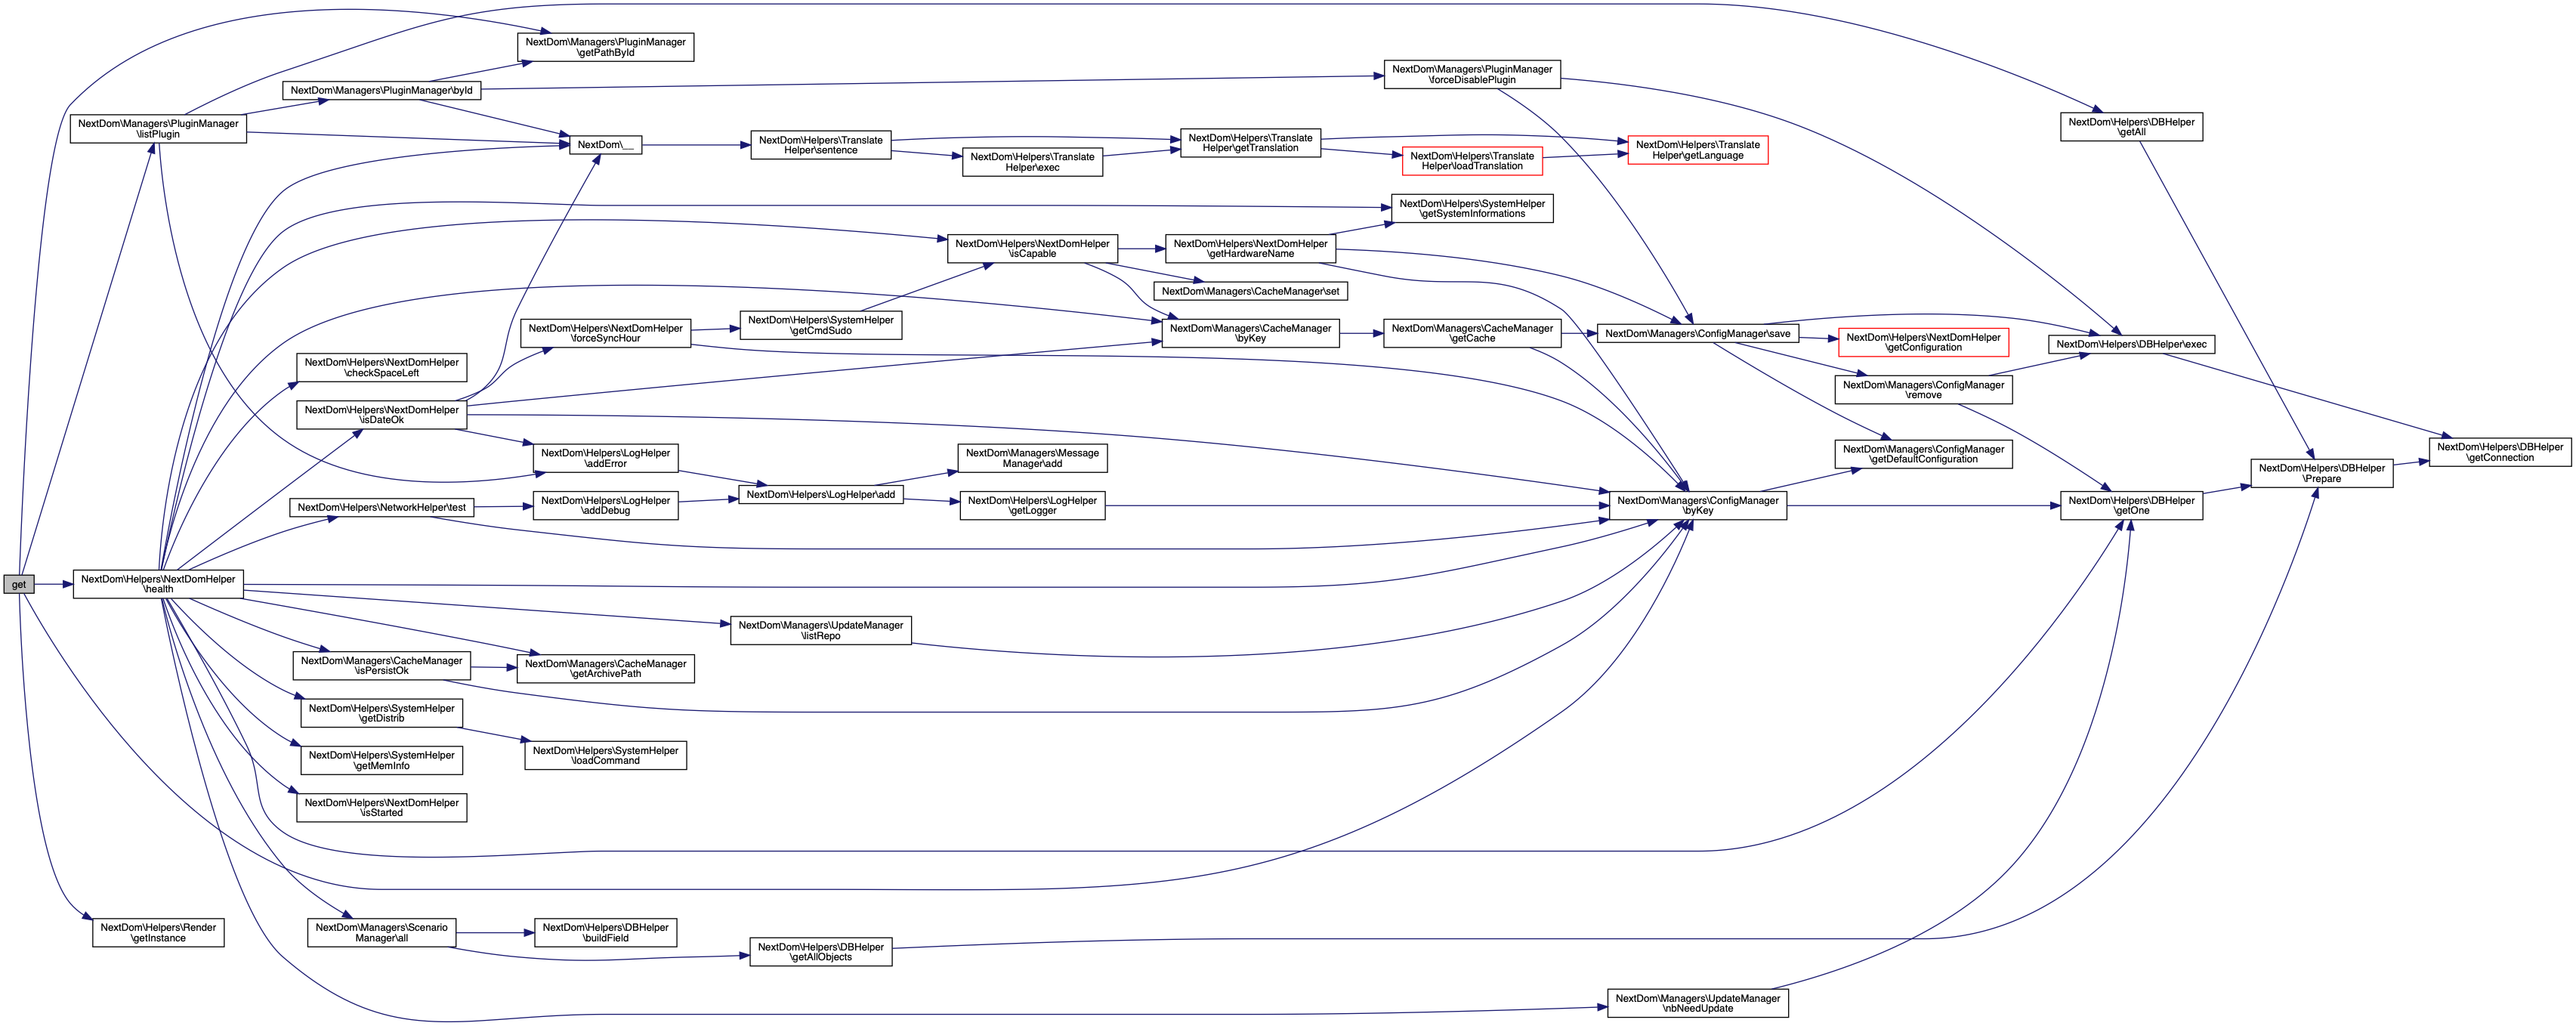 NextDom\Managers\PluginManager
\getPathById
NextDom\Managers\PluginManager
\forceDisablePlugin
NextDom\Managers\PluginManager\byId
NextDom\Managers\PluginManager
\listPlugin
NextDom\Helpers\DBHelper
\getAll
NextDom\__
NextDom\Helpers\Translate
Helper\sentence
NextDom\Helpers\Translate
Helper\exec
NextDom\Helpers\Translate
Helper\getTranslation
NextDom\Helpers\Translate
Helper\loadTranslation
NextDom\Helpers\Translate
Helper\getLanguage
NextDom\Helpers\SystemHelper
\getSystemInformations
NextDom\Helpers\NextDomHelper
\isCapable
NextDom\Helpers\NextDomHelper
\getHardwareName
NextDom\Managers\CacheManager\set
NextDom\Helpers\NextDomHelper
\forceSyncHour
NextDom\Helpers\SystemHelper
\getCmdSudo
NextDom\Managers\CacheManager
\byKey
NextDom\Managers\CacheManager
\getCache
NextDom\Managers\ConfigManager\save
NextDom\Helpers\NextDomHelper
\getConfiguration
NextDom\Helpers\DBHelper\exec
NextDom\Helpers\NextDomHelper
\checkSpaceLeft
NextDom\Managers\ConfigManager
\remove
NextDom\Helpers\NextDomHelper
\isDateOk
NextDom\Helpers\LogHelper
\addError
NextDom\Managers\Message
Manager\add
NextDom\Managers\ConfigManager
\getDefaultConfiguration
NextDom\Helpers\DBHelper
\getConnection
NextDom\Helpers\DBHelper
\Prepare
NextDom\Helpers\NetworkHelper\test
NextDom\Helpers\LogHelper
\addDebug
NextDom\Helpers\LogHelper\add
NextDom\Helpers\LogHelper
\getLogger
NextDom\Managers\ConfigManager
\byKey
NextDom\Helpers\DBHelper
\getOne
get
NextDom\Helpers\NextDomHelper
\health
NextDom\Managers\UpdateManager
\listRepo
NextDom\Managers\CacheManager
\isPersistOk
NextDom\Managers\CacheManager
\getArchivePath
NextDom\Helpers\SystemHelper
\getDistrib
NextDom\Helpers\SystemHelper
\loadCommand
NextDom\Helpers\SystemHelper
\getMemInfo
NextDom\Helpers\NextDomHelper
\isStarted
NextDom\Helpers\Render
\getInstance
NextDom\Managers\Scenario
Manager\all
NextDom\Helpers\DBHelper
\buildField
NextDom\Helpers\DBHelper
\getAllObjects
NextDom\Managers\UpdateManager
\nbNeedUpdate